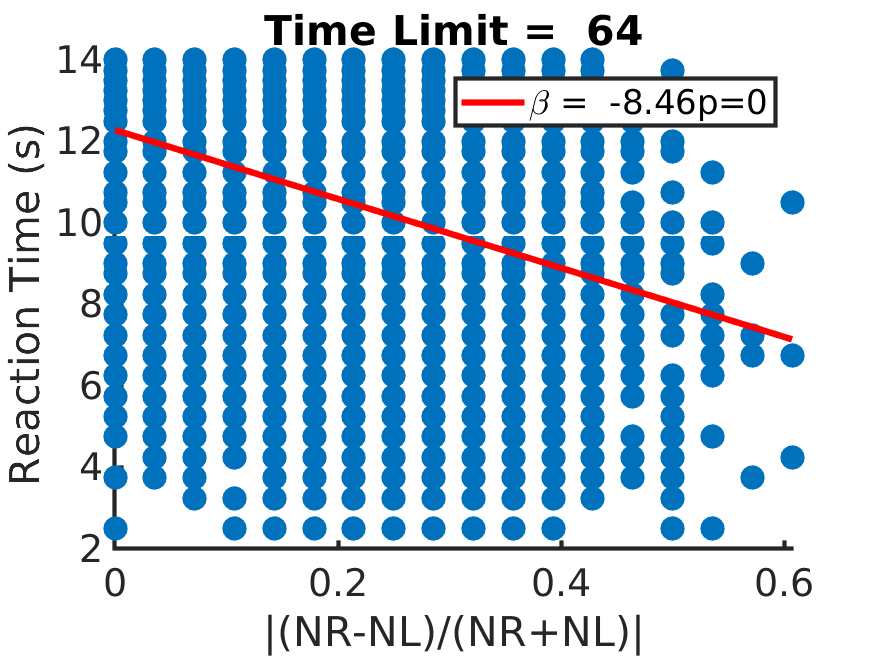 Time Limit =  64
14
12
10
8
6
4
2
β =  -8.46p=0
Reaction Time (s)
0 0.2 0.4 0.6
|(NR-NL)/(NR+NL)|